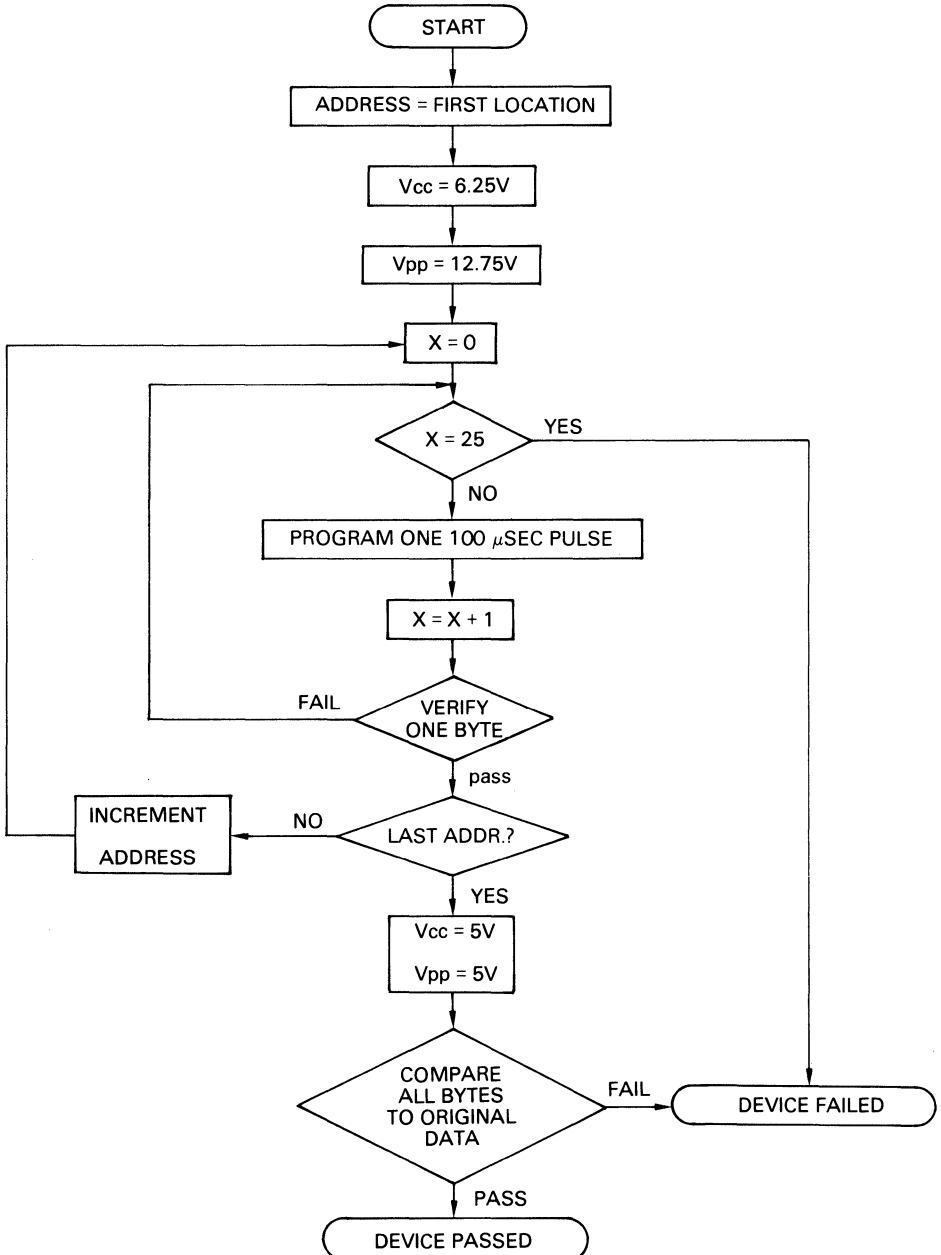 START
ADDRESS = FIRST LOCATION
Vcc = 6.25V
Vpp = 12.75V
X = 0
X = 25
YES
NO
PROGRAM ONE 100 μSEC PULSE
X = X + 1
FAIL
VERIFY
ONE BYTE
pass
INCREMENT
ADDRESS
NO
LAST ADDR.?
YES
Vcc = 5V
Vpp = 5V
COMPARE
ALL BYTES
TO ORIGINAL
DATA
FAIL
DEVICE FAILED
PASS
DEVICE PASSED